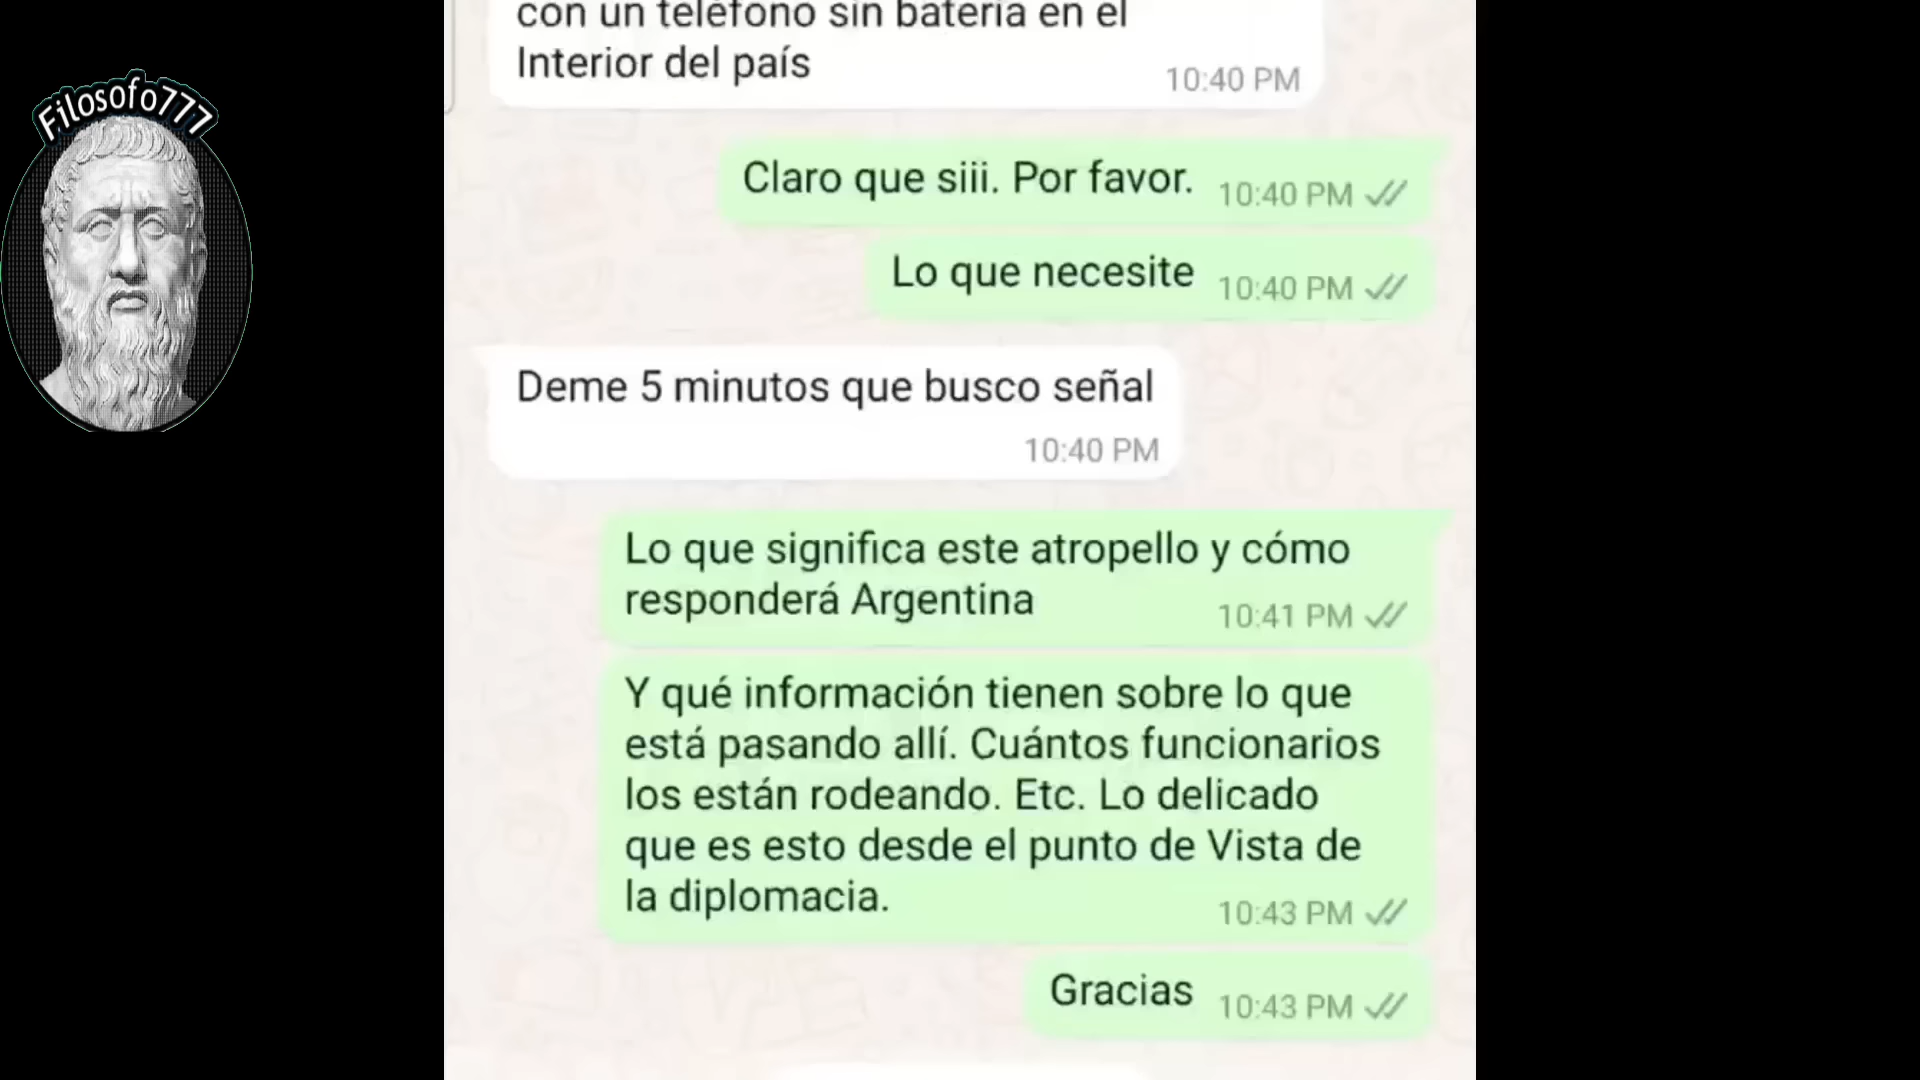 Filosofo777
con un teléfono sin batería en el
Interior del país
10:40 PM
Claro que siii. Por favor. 10:40 PM
Lo que necesite 10:40 PM
Deme 5 minutos que busco señal
10:40 PM
Lo que significa este atropello y cómo
responderá Argentina 10:41 PM
Y qué información tienen sobre lo que
está pasando allí. Cuántos funcionarios
los están rodeando. Etc. Lo delicado
que es esto desde el punto de Vista de
la diplomacia. 10:43 PM
Gracias 10:43 PM